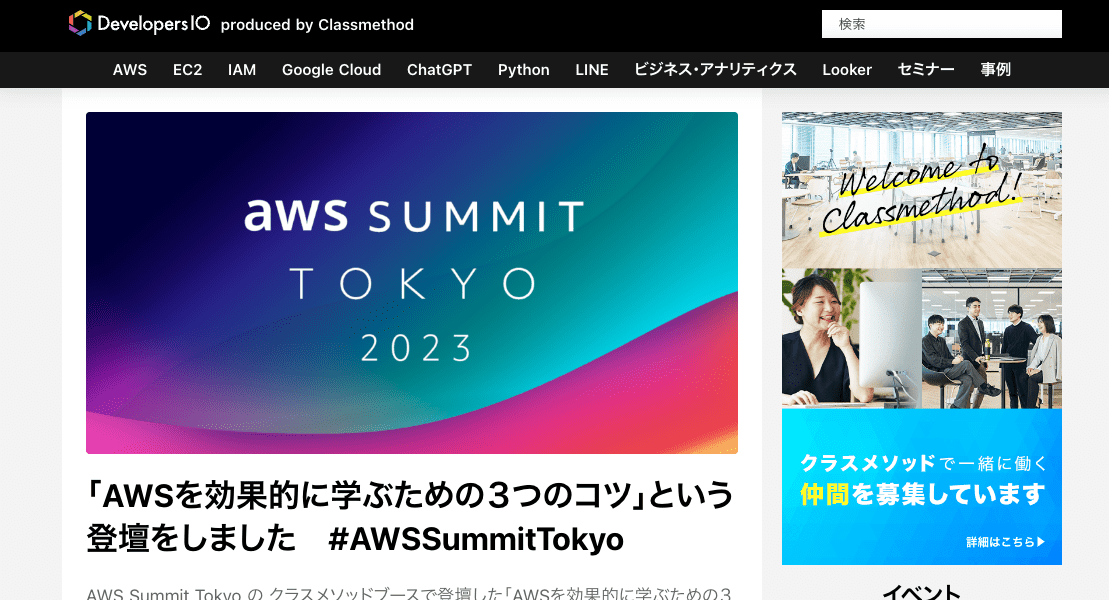 DevelopersIO produced by Classmethod
検索
AWS EC2 IAM Google Cloud ChatGPT Python LINE ビジネス・アナリティクス Looker セミナー 事例
aws SUMMIT
TOKYO
2023
「AWSを効果的に学ぶための３つのコツ」という
登壇をしました　#AWSSummitTokyo
AWS Summit Tokyo の クラスメソッドブースで登壇した「AWSを効果的に学ぶための３
Welcome to
Classmethod!
クラスメソッドで一緒に働く
仲間を募集しています
詳細はこちら▶
イベント